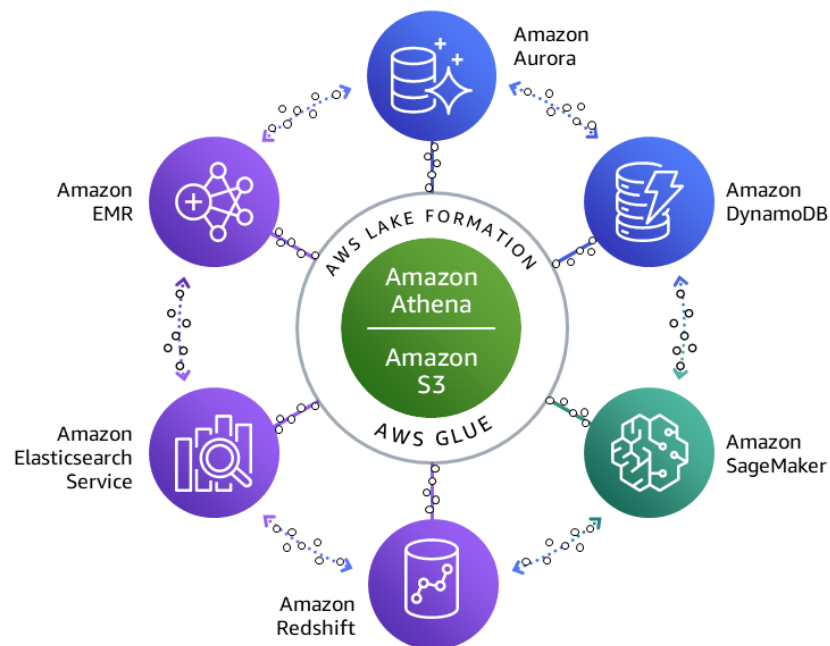 Amazon
Aurora
Amazon
EMR
Amazon
DynamoDB
AWS LAKE FORMATION
Amazon
Athena
Amazon
S3
AWS GLUE
Amazon
Elasticsearch
Service
Amazon
SageMaker
Amazon
Redshift